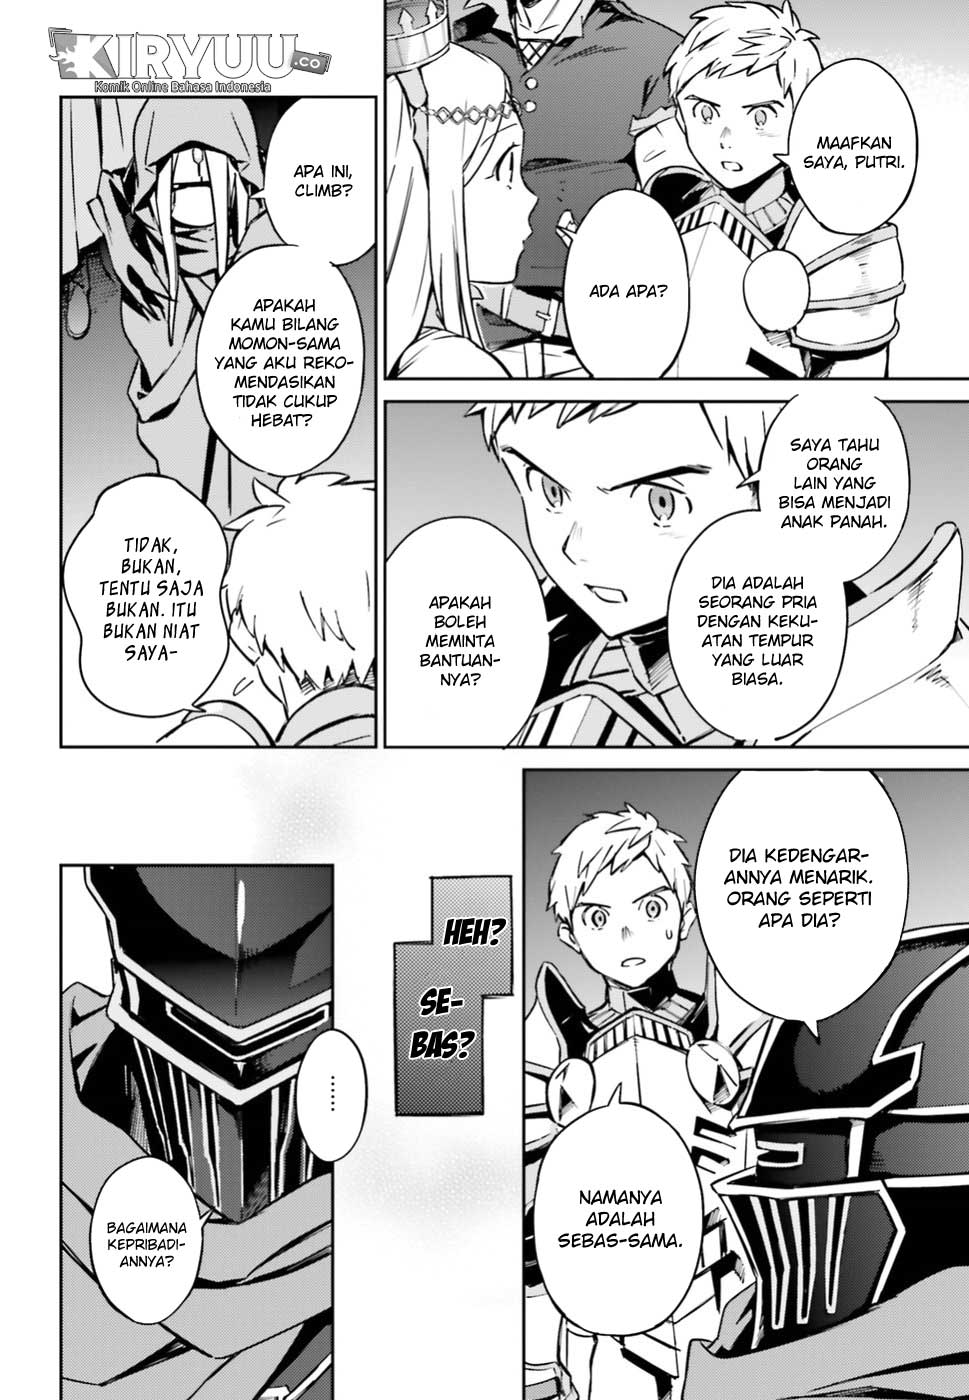 KIRYUU.CO
Komik Online Bahasa Indonesia
MAAFKAN
SAYA, PUTRI.
ADA APA?
SAYA TAHU
ORANG
LAIN YANG
BISA MENJADI
ANAK PANAH.
DIA ADALAH
SEORANG PRIA
DENGAN KEKU-
ATAN TEMPUR
YANG LUAR
BIASA.
APAKAH
BOLEH
MEMINTA
BANTUAN-
NYA?
APA INI,
CLIMB?
APAKAH
KAMU BILANG
MOMON-SAMA
YANG AKU REKO-
MENDASIKAN
TIDAK CUKUP
HEBAT?
TIDAK,
BUKAN,
TENTU SAJA
BUKAN. ITU
BUKAN NIAT
SAYA-
DIA KEDENGAR-
ANNYA MENARIK.
ORANG SEPERTI
APA DIA?
NAMANYA
ADALAH
SEBAS-SAMA.
HEH?
SE-
BAS?
........
BAGAIMANA
KEPRIBADI-
ANNYA?